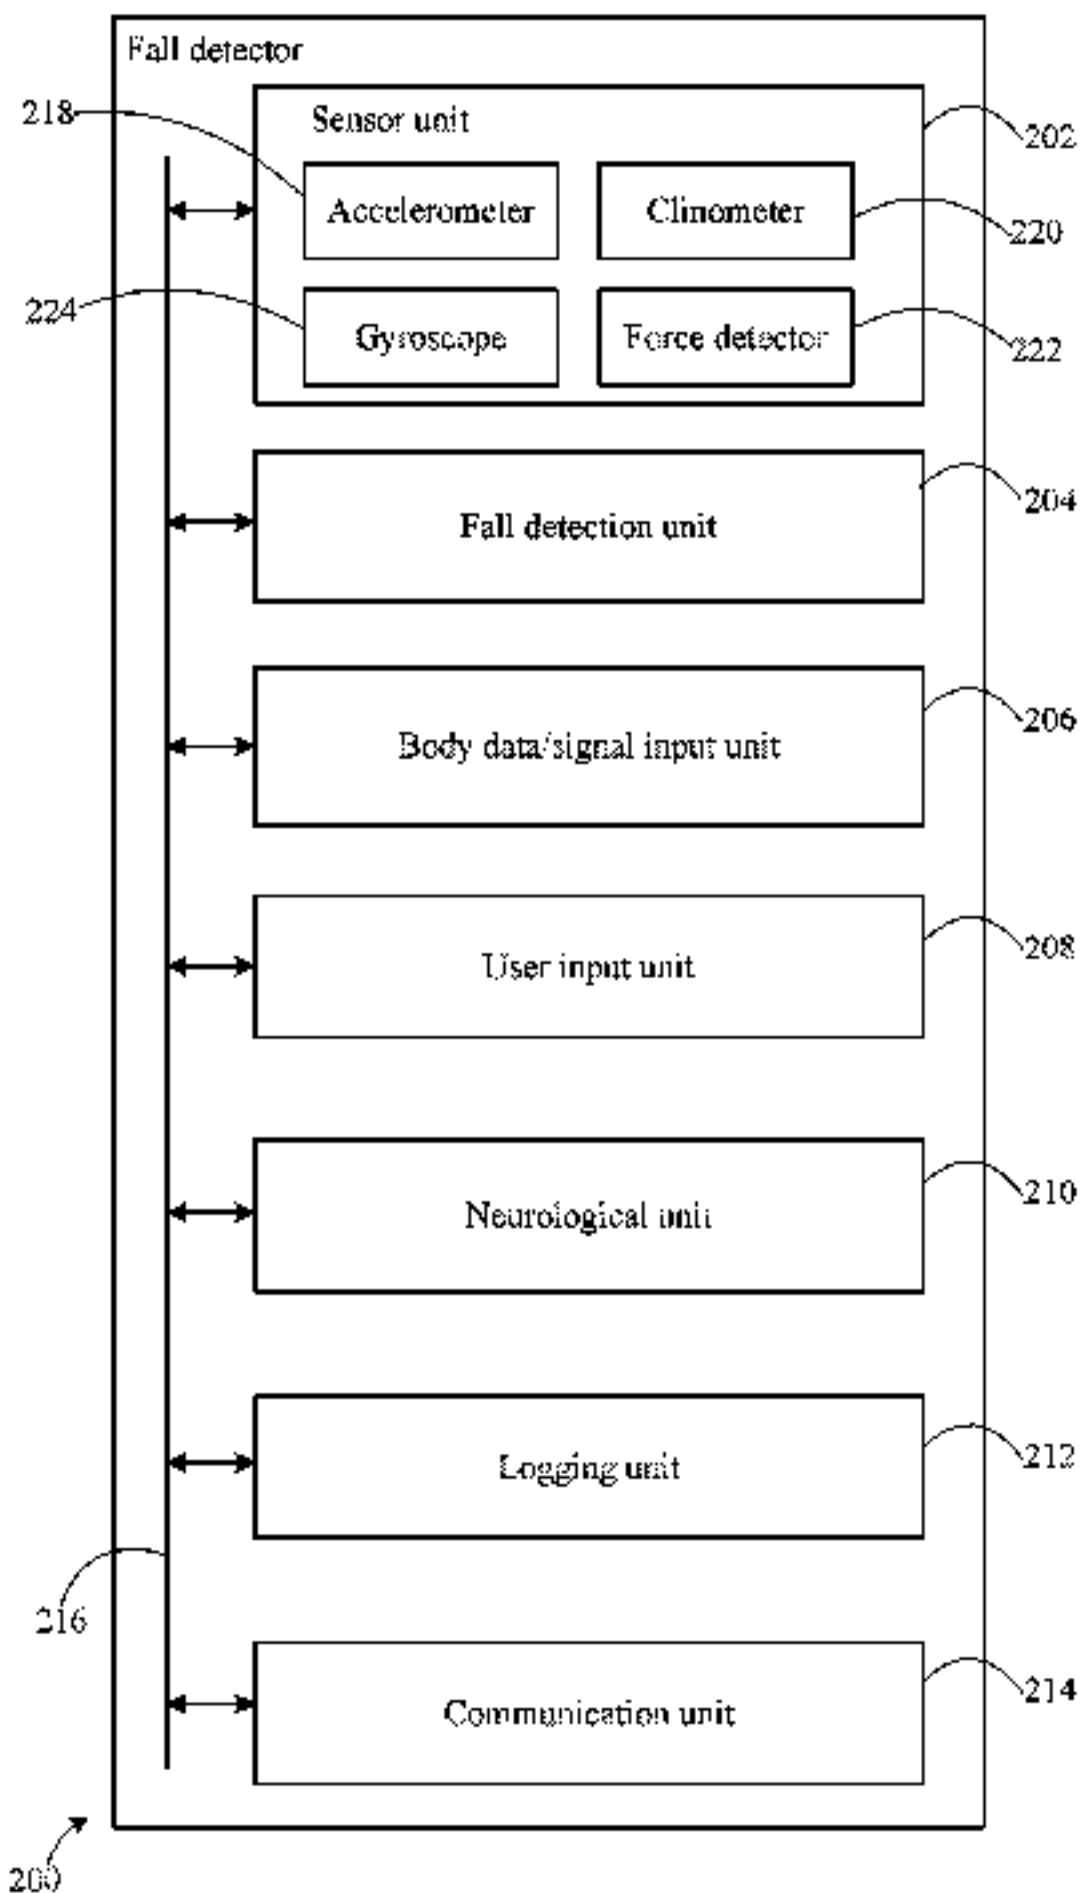 Fall detector
218
Sensor unit
202
Accelerometer
Clinometer
220
224
Gyroscope
Force detector
222
204
Fall detection unit
206
Body data/signal input unit
208
User input unit
210
Neurological unit
212
Logging unit
216
214
Communication unit
200